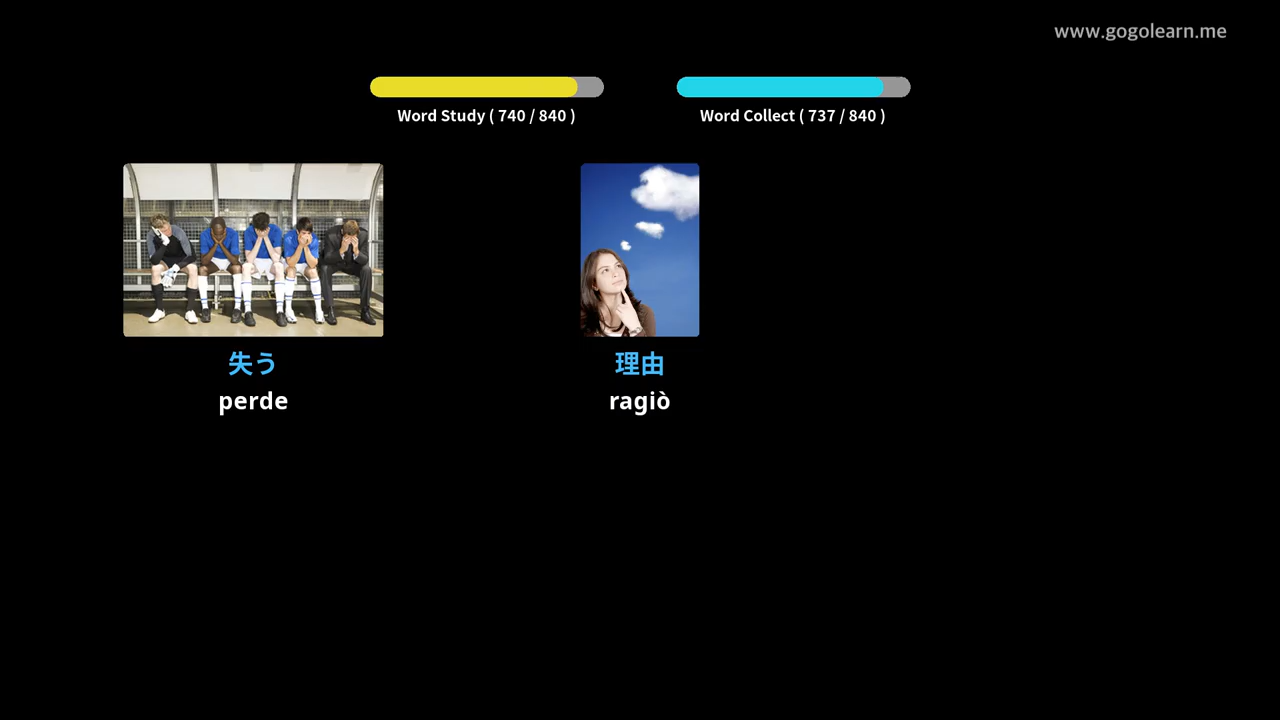 www.gogolearn.me
Word Study ( 740 / 840 )
Word Collect ( 737 / 840 )
失う
perde
理由
ragiò